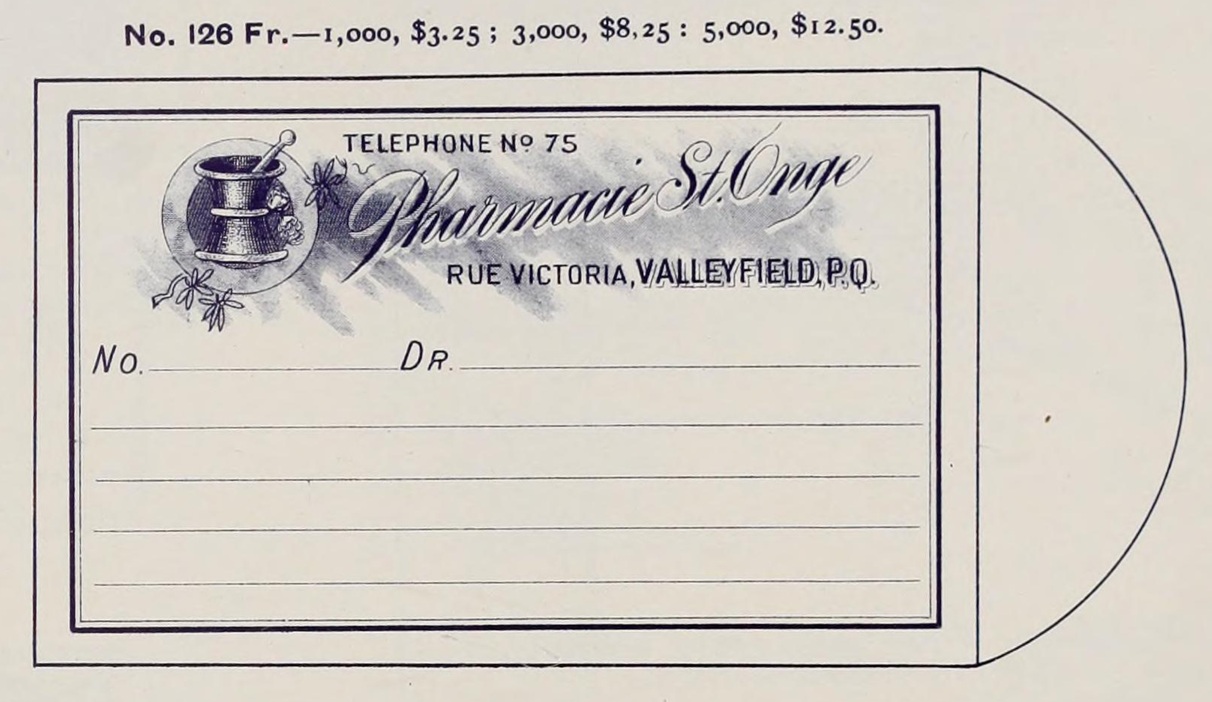 No. 126 Fr.—1,000, $3.25 ; 3,000, $8,25 : 5,000, $12.50.
TELEPHONE No 75
Pharmacie St. Onge
RUE VICTORIA, VALLEYFIELD, P.Q.
No. DR.